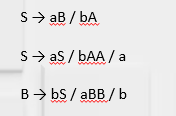 S → aB / bA
S → aS / bAA / a
B → bS / aBB / b